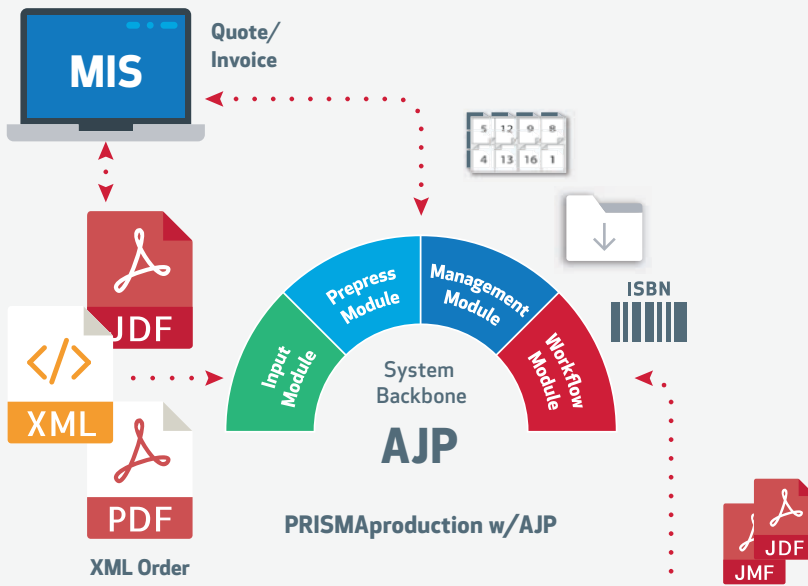 MIS
Quote/
Invoice
5 12 9 8
4 13 16 1
ISBN
JDF
XML
PDF
XML Order
Input
Module
Prepress
Module
Management
Module
Workflow
Module
System
Backbone
AJP
PRISMAproduction w/AJP
JDF
JMF